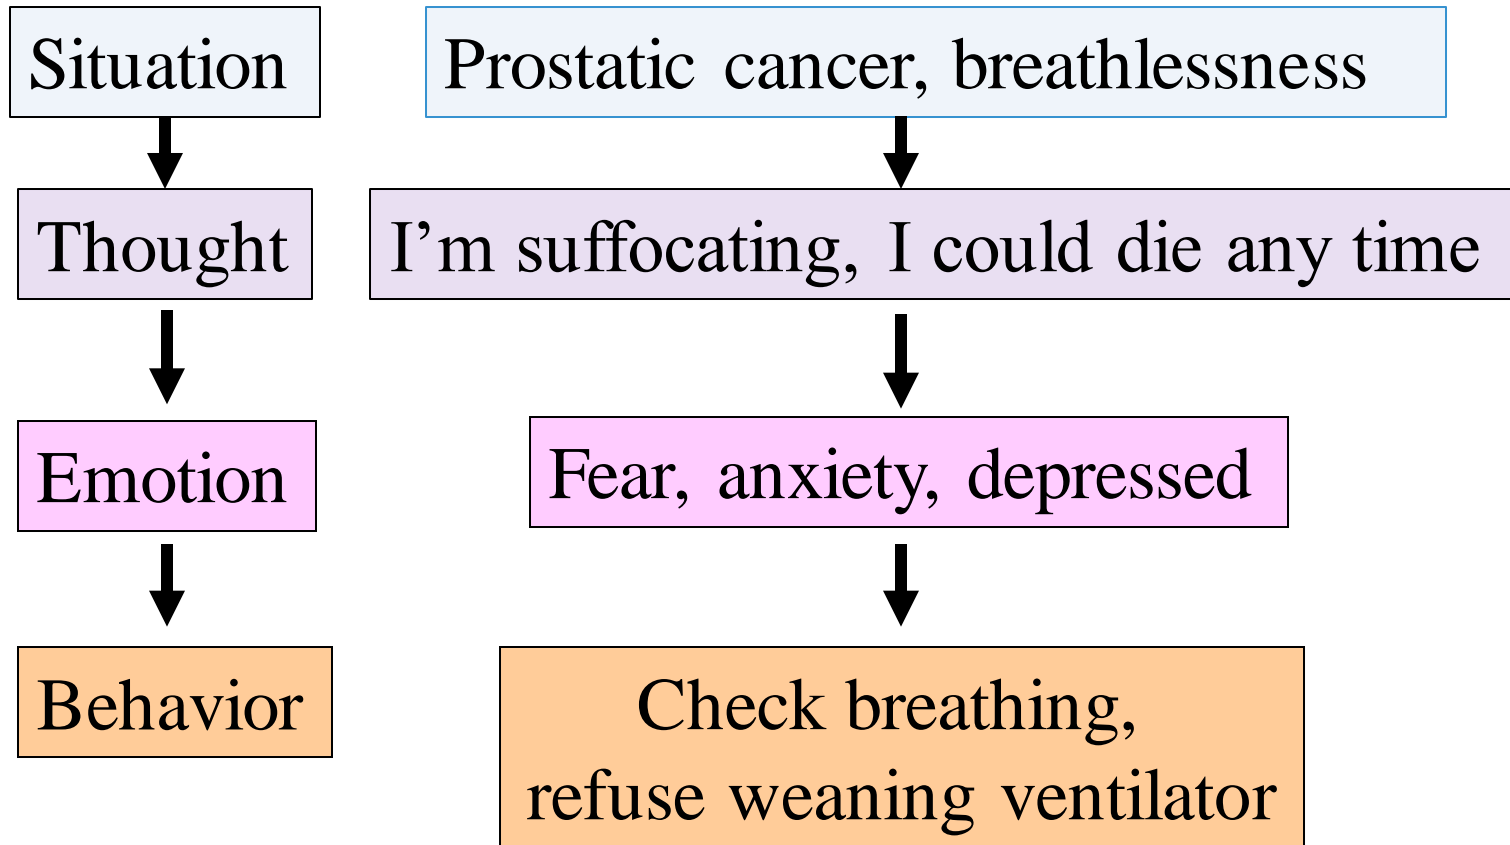 Situation
Prostatic cancer, breathlessness
Thought
I’m suffocating, I could die any time
Emotion
Fear, anxiety, depressed
Behavior
Check breathing,
refuse weaning ventilator